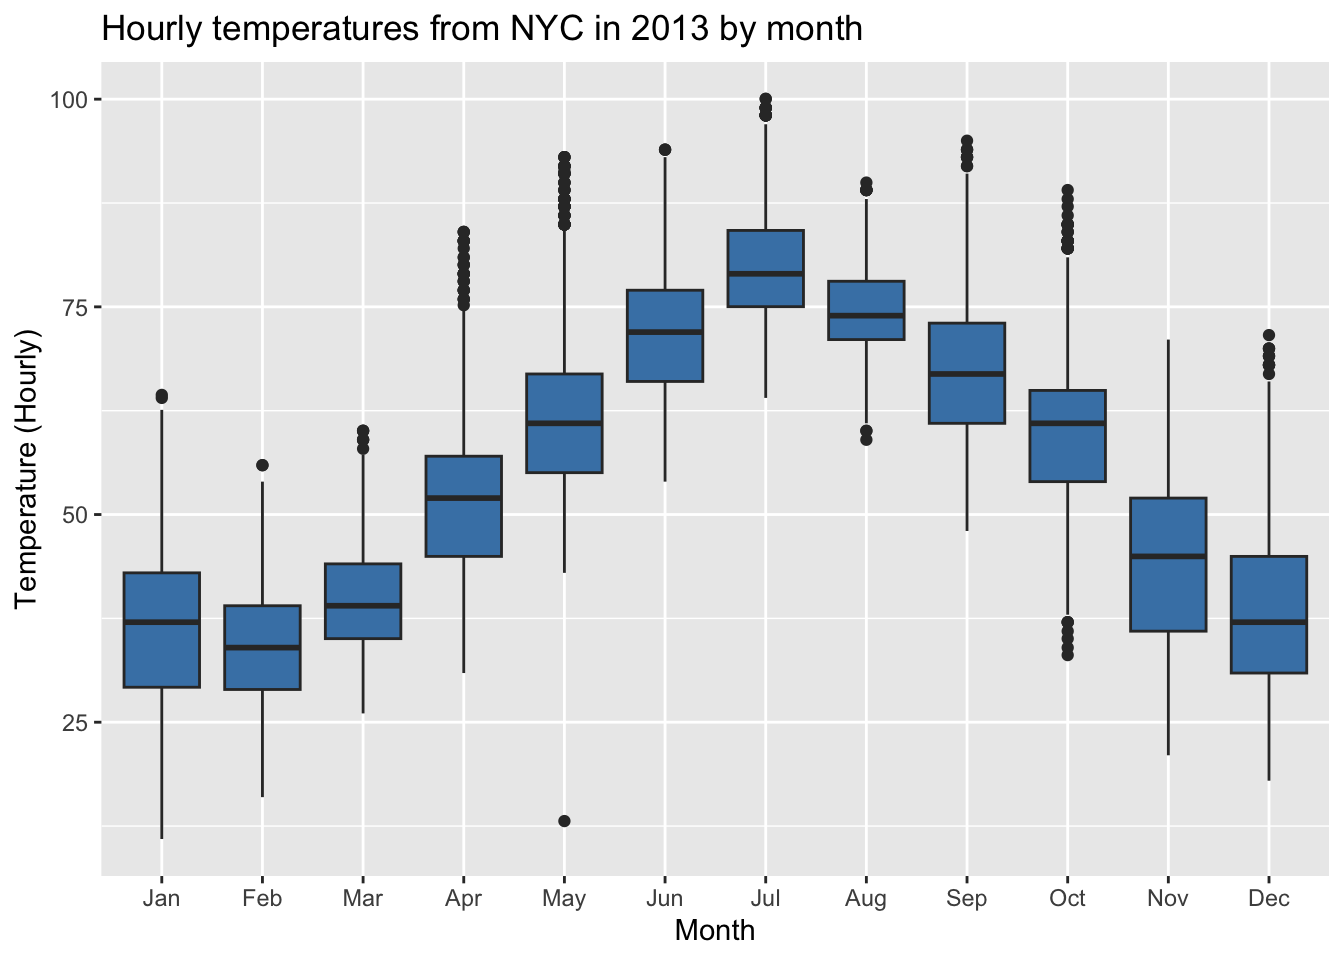 Hourly temperatures from NYC in 2013 by month
Temperature (Hourly)
100
75
50
25
Jan Feb Mar Apr May Jun Jul Aug Sep Oct Nov Dec
Month